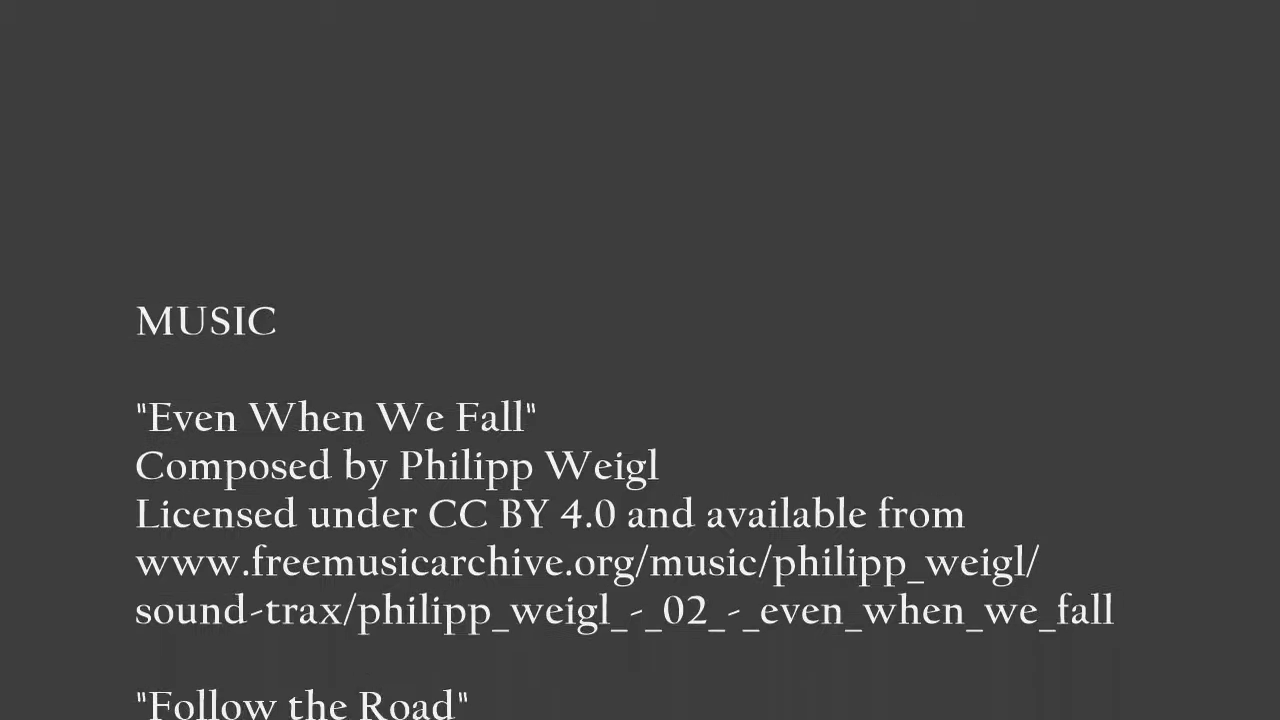 MUSIC
"Even When We Fall"
Composed by Philipp Weigl
Licensed under CC BY 4.0 and available from
www.freemusicarchive.org/music/philipp_weigl/
sound-trax/philipp_weigl_-_02_-_even_when_we_fall
"Follow the Road"